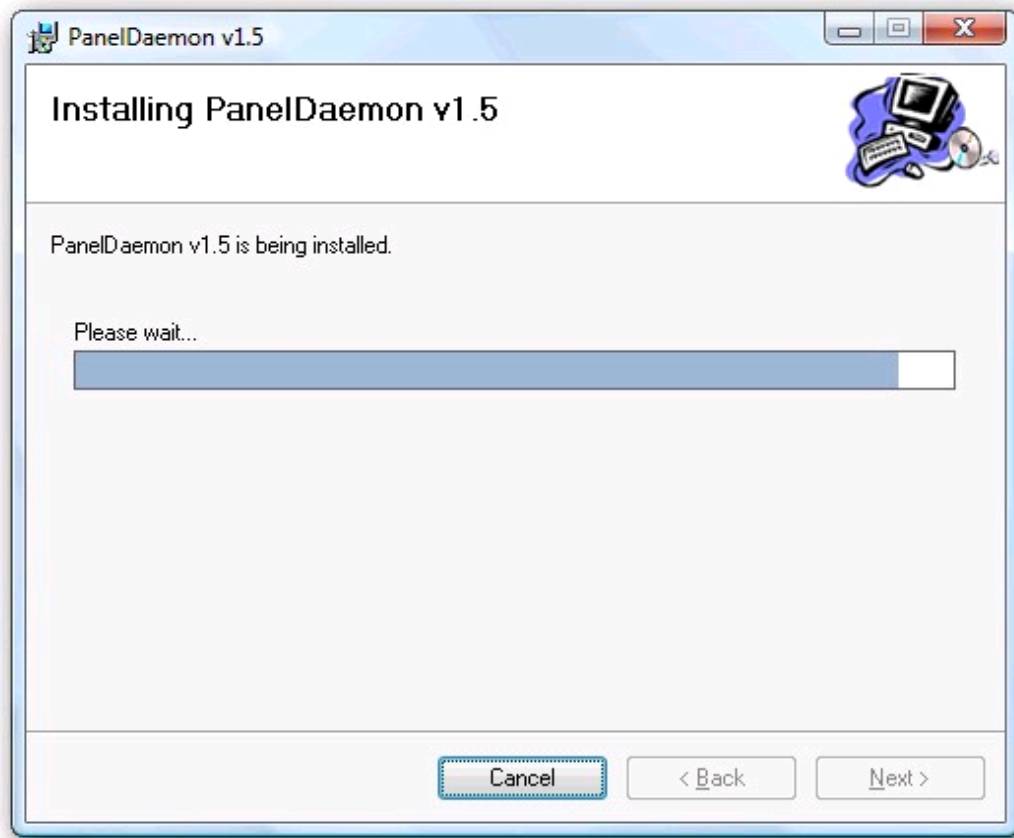 PanelDaemon v1.5
Installing PanelDaemon v1.5
PanelDaemon v1.5 is being installed.
Please wait...
Cancel
< Back
Next >